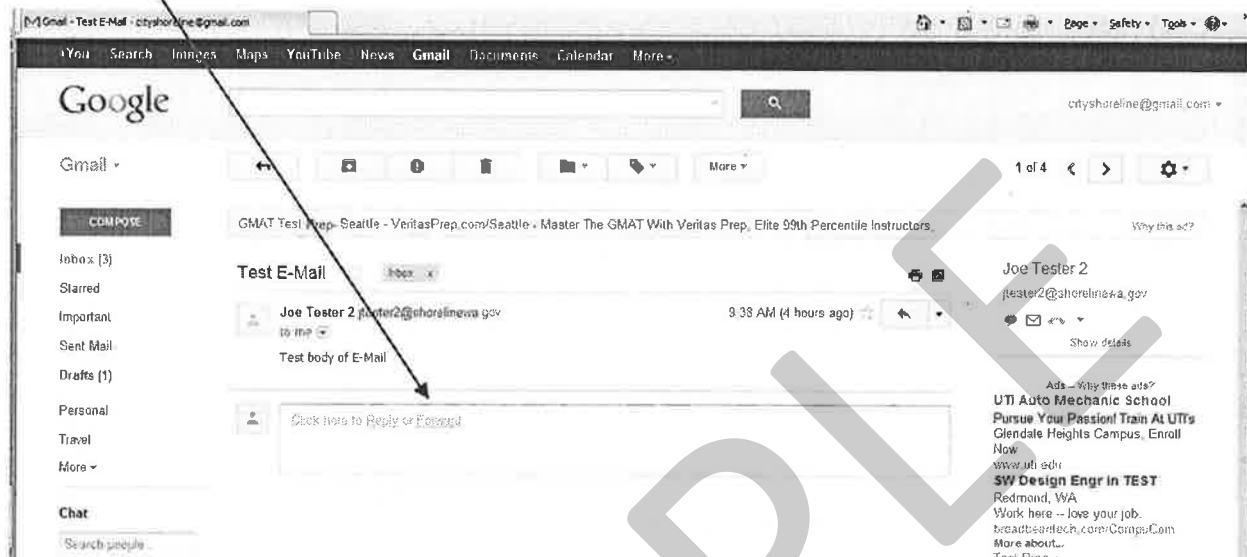 Gmail - Test E-Mail - cityshoreline@gmail.com
Page Safety Tools
+You Search Images Maps YouTube News Gmail Documents Calendar More
Google
cityshoreline@gmail.com
Gmail
More
1 of 4
COMPOSE
GMAT Test Prep- Seattle - VeritasPrep.com/Seattle - Master The GMAT With Veritas Prep, Elite 99th Percentile Instructors.
Why this ad?
Inbox (3)
Starred
Important
Sent Mail
Drafts (1)
Personal
Travel
More
Chat
Search people...
Test E-Mail Inbox x
Joe Tester 2 jtester2@shorelinewa.gov 9:38 AM (4 hours ago)
to me
Test body of E-Mail
Click here to Reply or Forward
Joe Tester 2
jtester2@shorelinewa.gov
Show details
Ads – Why these ads?
UTI Auto Mechanic School
Pursue Your Passion! Train At UTI's
Glendale Heights Campus. Enroll
Now
www.uti.edu
SW Design Engr in TEST
Redmond, WA
Work here -- love your job.
More about...
Test Prep
PLE